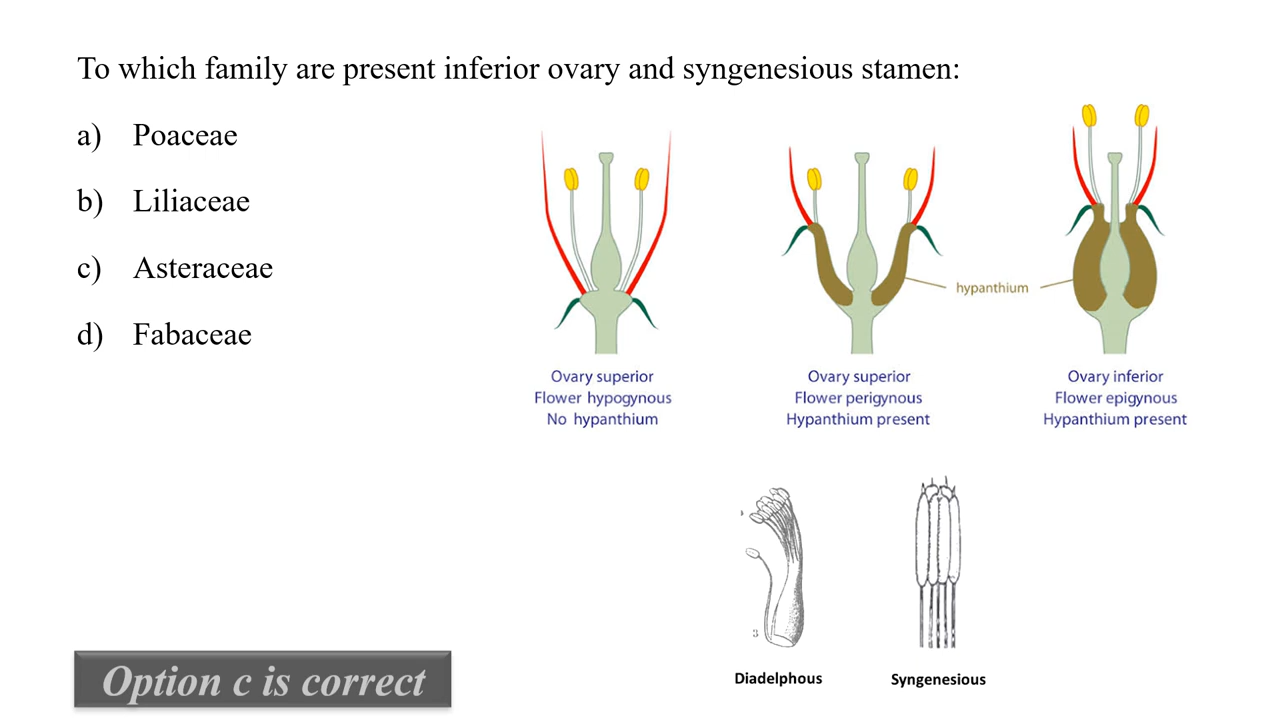 To which family are present inferior ovary and syngenesious stamen:
a) Poaceae
b) Liliaceae
c) Asteraceae
d) Fabaceae
hypanthium
Ovary superior
Flower hypogynous
No hypanthium
Ovary superior
Flower perigynous
Hypanthium present
Ovary inferior
Flower epigynous
Hypanthium present
3
Diadelphous
Syngenesious
Option c is correct